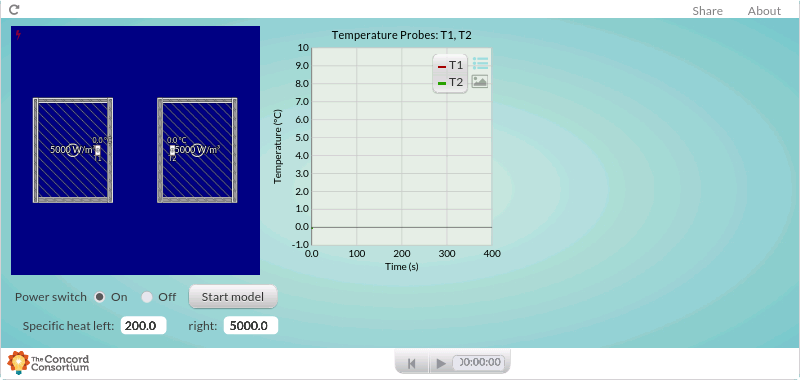 Share About
Temperature Probes: T1, T2
10
9.0
8.0
7.0
6.0
5.0
4.0
3.0
2.0
1.0
0.0
-1.0
Temperature (°C)
T1
T2
0.0 100 200 300 400
Time (s)
0.0 °C
5000 W/m³
T1
0.0 °C
5000 W/m³
T2
Power switch On Off Start model
Specific heat left: 200.0 right: 5000.0
The Concord
Consortium
00:00:00